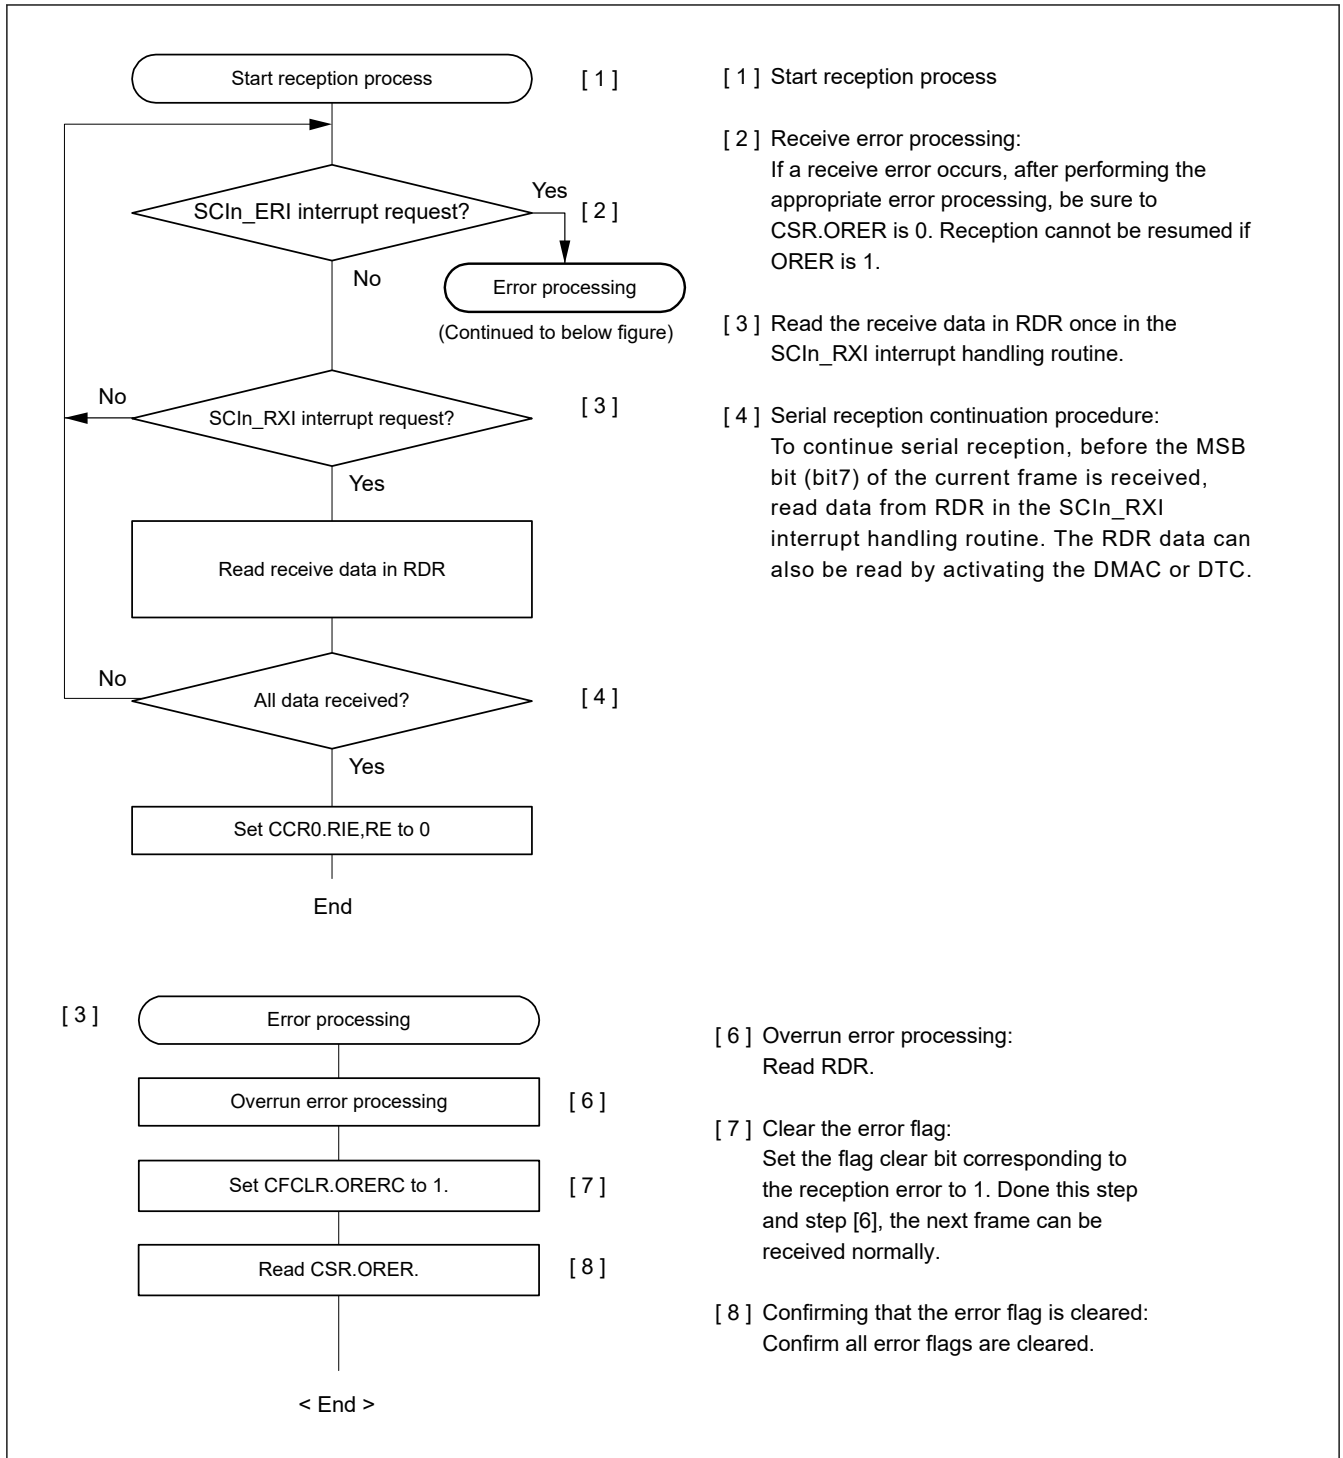 Start reception process
[ 1 ]
SCIn_ERI interrupt request?
Yes
[ 2 ]
No
Error processing
(Continued to below figure)
No
SCIn_RXI interrupt request?
[ 3 ]
Yes
Read receive data in RDR
No
All data received?
[ 4 ]
Yes
Set CCR0.RIE,RE to 0
End
[ 1 ] Start reception process
[ 2 ] Receive error processing:
If a receive error occurs, after performing the
appropriate error processing, be sure to
CSR.ORER is 0. Reception cannot be resumed if
ORER is 1.
[ 3 ] Read the receive data in RDR once in the
SCIn_RXI interrupt handling routine.
[ 4 ] Serial reception continuation procedure:
To continue serial reception, before the MSB
bit (bit7) of the current frame is received,
read data from RDR in the SCIn_RXI
interrupt handling routine. The RDR data can
also be read by activating the DMAC or DTC.
[ 3 ]
Error processing
Overrun error processing
[ 6 ]
Set CFCLR.ORERC to 1.
[ 7 ]
Read CSR.ORER.
[ 8 ]
< End >
[ 6 ] Overrun error processing:
Read RDR.
[ 7 ] Clear the error flag:
Set the flag clear bit corresponding to
the reception error to 1. Done this step
and step [6], the next frame can be
received normally.
[ 8 ] Confirming that the error flag is cleared:
Confirm all error flags are cleared.